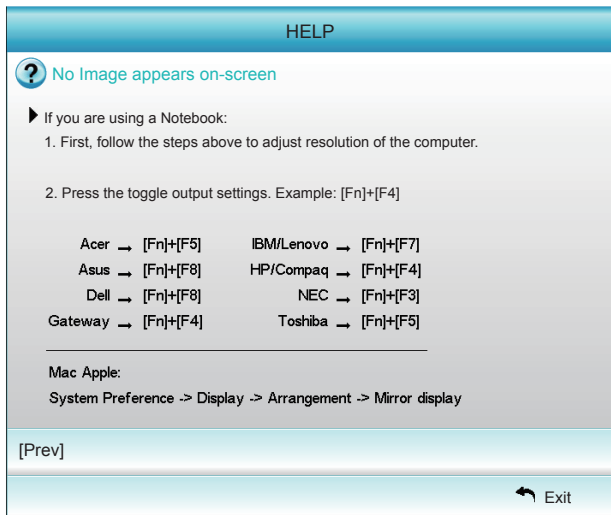 HELP
? No Image appears on-screen
If you are using a Notebook:
1. First, follow the steps above to adjust resolution of the computer.
2. Press the toggle output settings. Example: [Fn]+[F4]
Acer → [Fn]+[F5] IBM/Lenovo → [Fn]+[F7]
Asus → [Fn]+[F8] HP/Compaq → [Fn]+[F4]
Dell → [Fn]+[F8] NEC → [Fn]+[F3]
Gateway → [Fn]+[F4] Toshiba → [Fn]+[F5]
Mac Apple:
System Preference -> Display -> Arrangement -> Mirror display
[Prev]
Exit